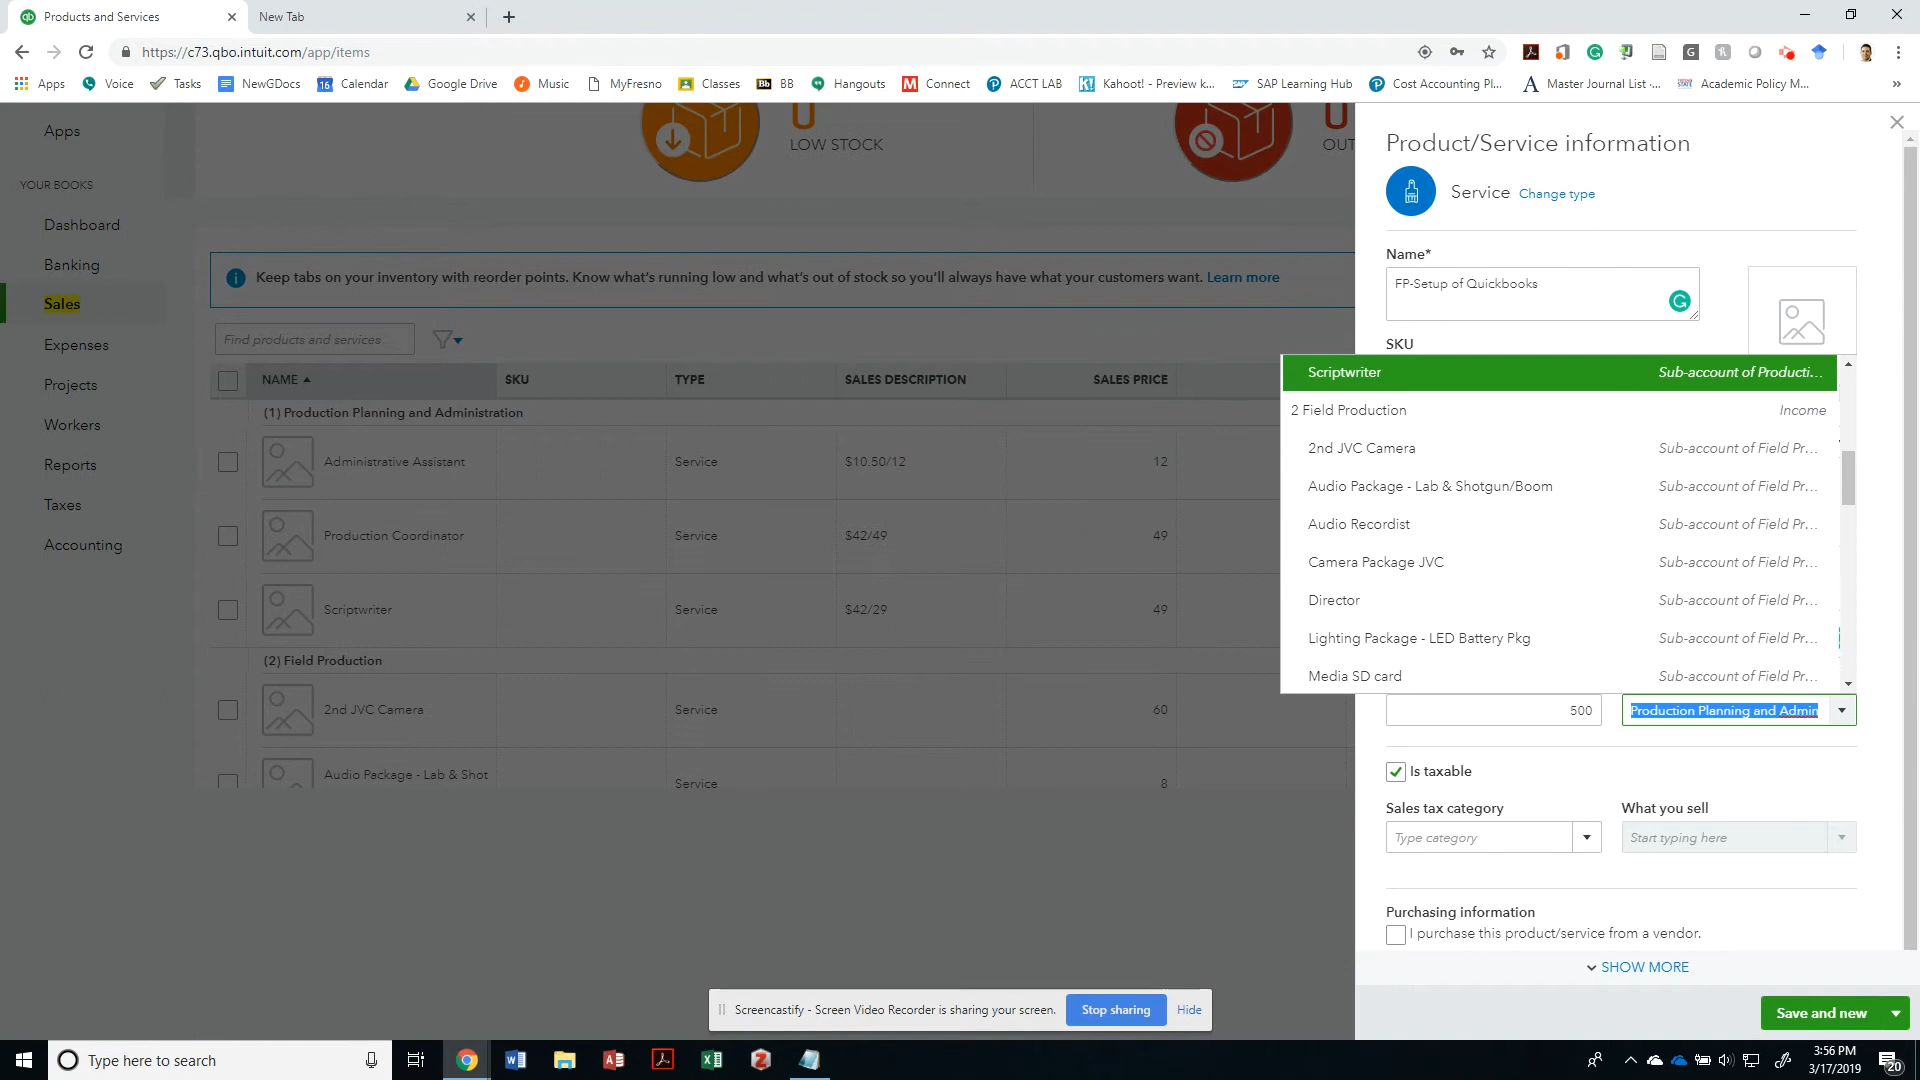 Products and Services
New Tab
https://c73.qbo.intuit.com/app/items
Apps
Voice
Tasks
NewGDocs
Calendar
Google Drive
Music
MyFresno
Classes
BB
Hangouts
Connect
ACCT LAB
Kahoot! - Preview k...
SAP Learning Hub
Cost Accounting Pl...
Master Journal List -...
Academic Policy M...
Apps
YOUR BOOKS
Dashboard
Banking
Sales
Expenses
Projects
Workers
Reports
Taxes
Accounting
LOW STOCK
OUT
Keep tabs on your inventory with reorder points. Know what's running low and what's out of stock so you'll always have what your customers want. Learn more
Find products and services
NAME SKU TYPE SALES DESCRIPTION SALES PRICE
(1) Production Planning and Administration
Administrative Assistant Service $10.50/12 12
Production Coordinator Service $42/49 49
Scriptwriter Service $42/29 49
(2) Field Production
2nd JVC Camera Service 60
Audio Package - Lab & Shot Service 8
Product/Service information
Service Change type
Name*
FP-Setup of Quickbooks
SKU
Scriptwriter Sub-account of Producti...
2 Field Production Income
2nd JVC Camera Sub-account of Field Pr...
Audio Package - Lab & Shotgun/Boom Sub-account of Field Pr...
Audio Recordist Sub-account of Field Pr...
Camera Package JVC Sub-account of Field Pr...
Director Sub-account of Field Pr...
Lighting Package - LED Battery Pkg Sub-account of Field Pr...
Media SD card Sub-account of Field Pr...
500 Production Planning and Admin
Is taxable
Sales tax category What you sell
Type category Start typing here
Purchasing information
I purchase this product/service from a vendor.
SHOW MORE
Save and new
Screencastify - Screen Video Recorder is sharing your screen. Stop sharing Hide
Type here to search
3:56 PM
3/17/2019
20